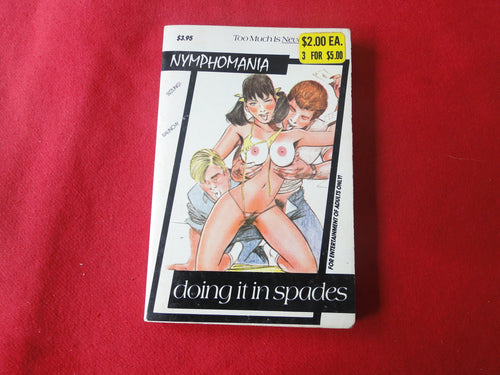 $3.95
Too Much Is Nev
$2.00 EA.
3 FOR $5.00
NYMPHOMANIA
FOR ENTERTAINMENT OF ADULTS ONLY!
doing it in spades